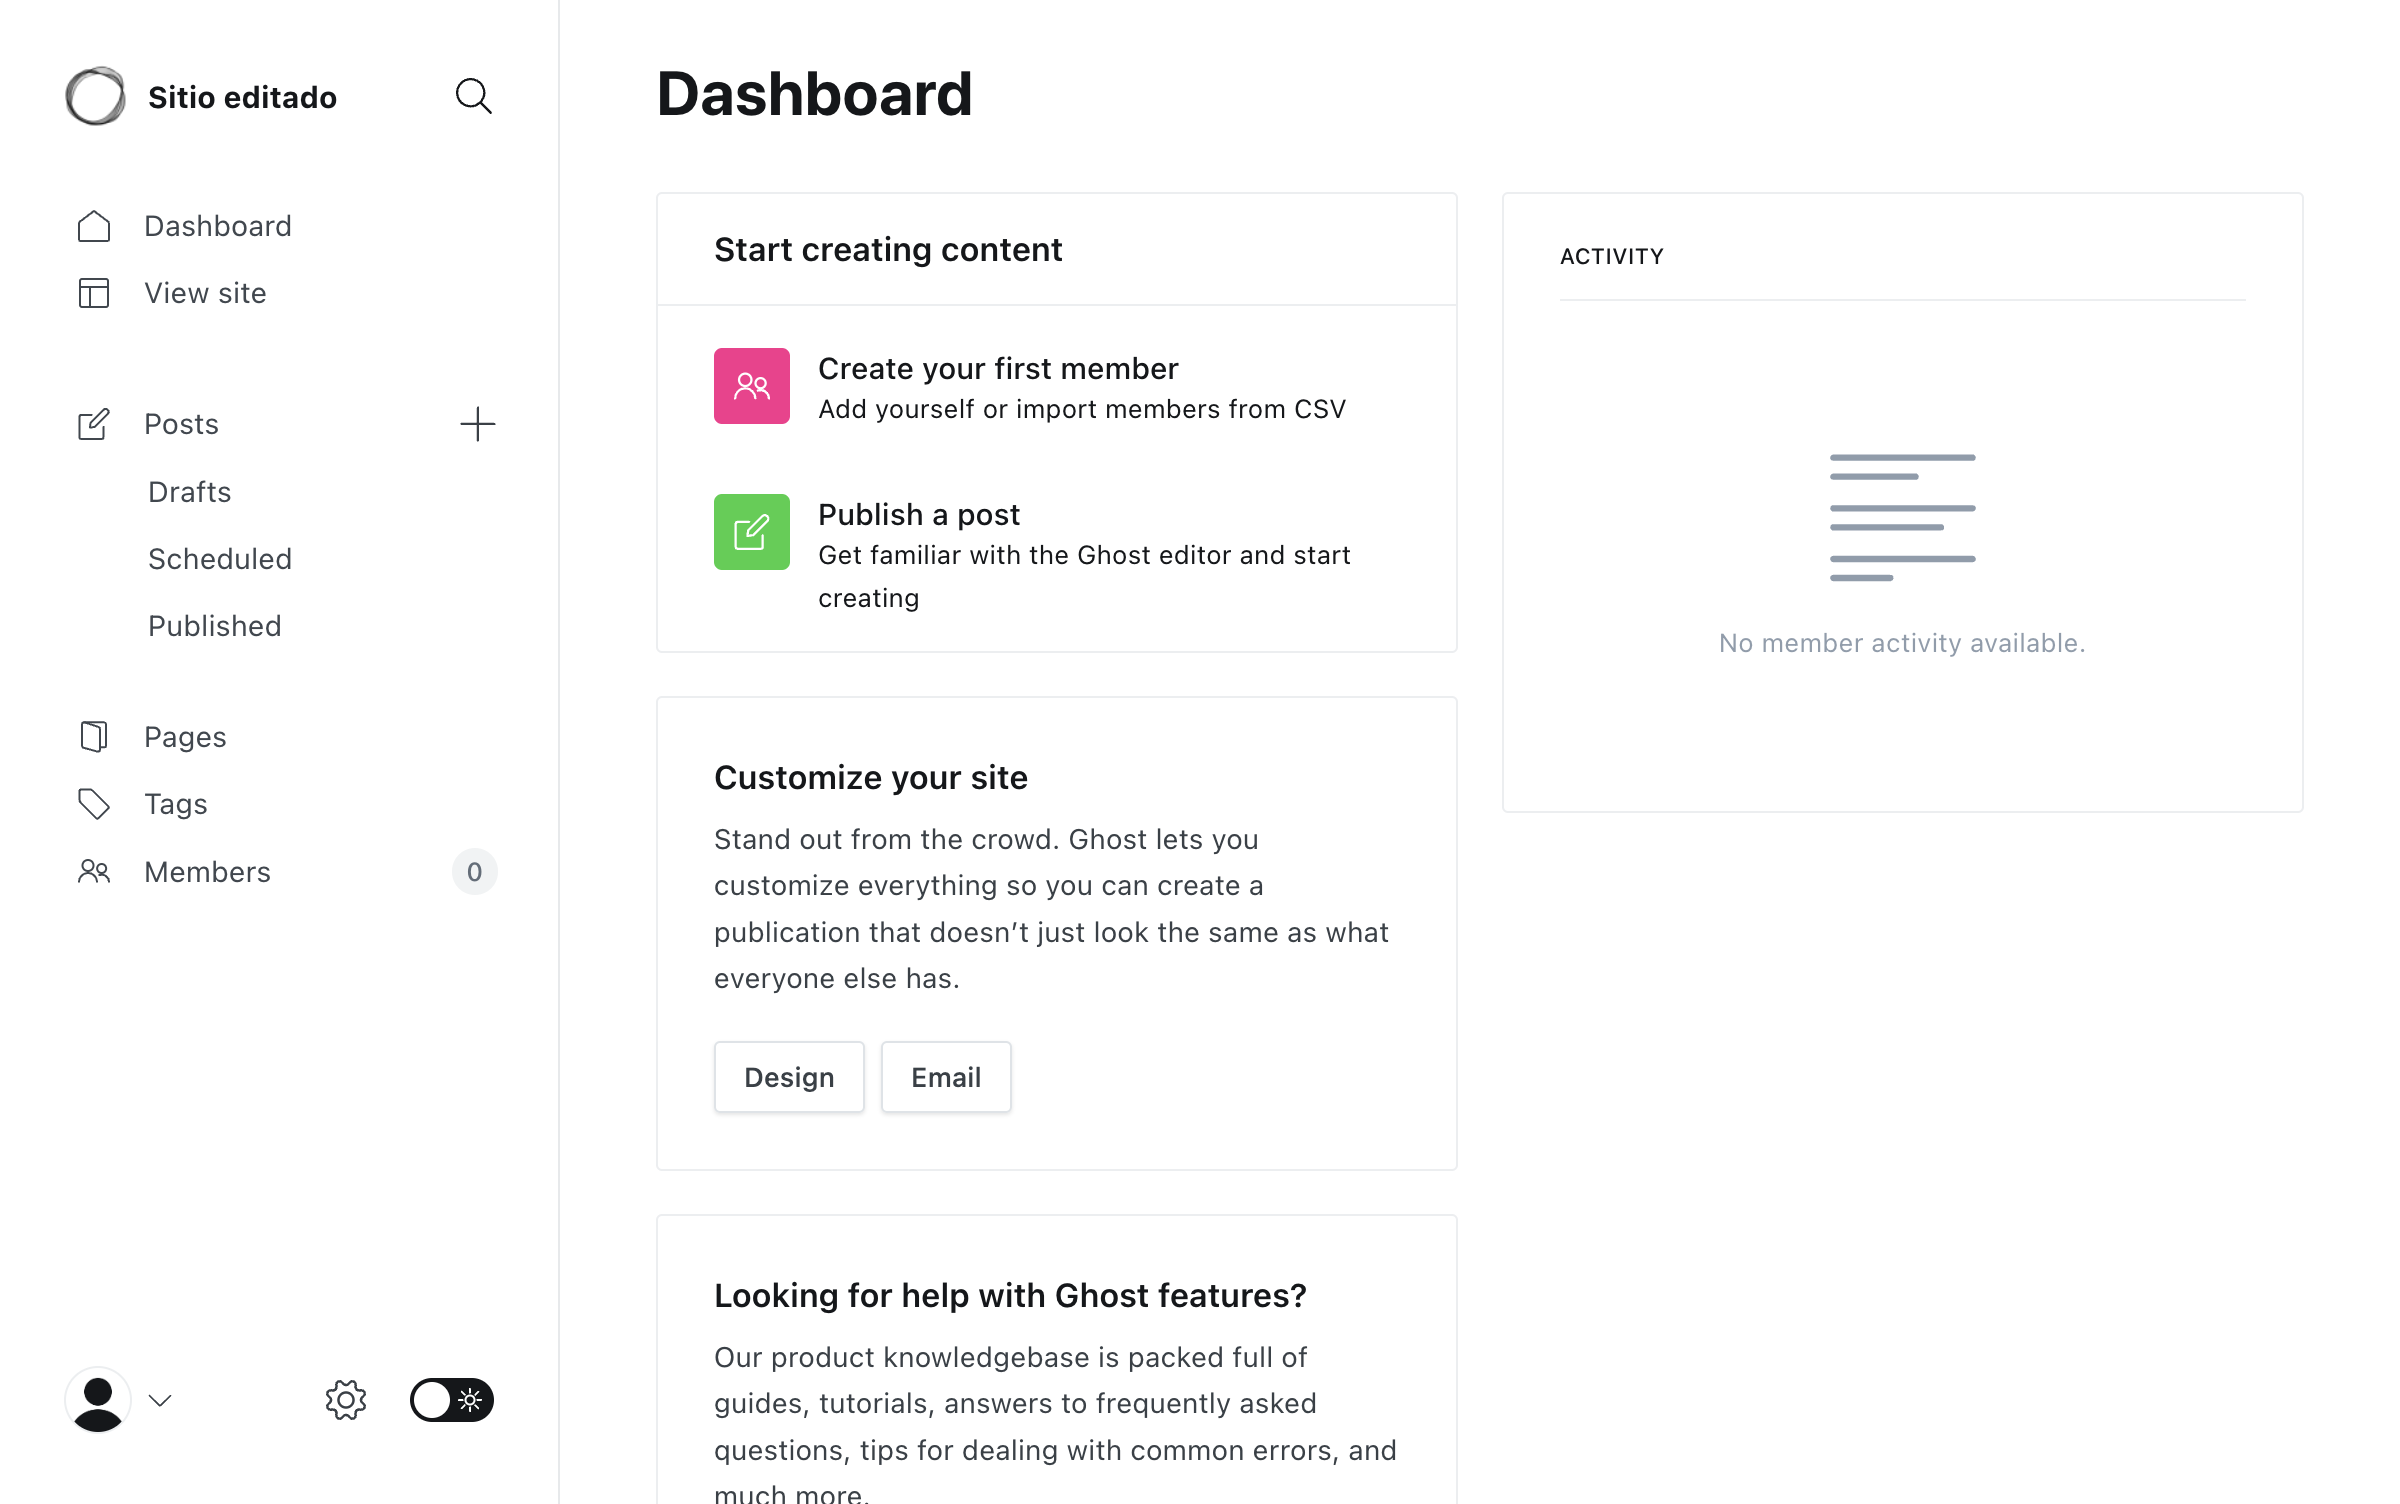 Sitio editado
Dashboard
View site
Posts
Drafts
Scheduled
Published
Pages
Tags
Members
0
Dashboard
Start creating content
Create your first member
Add yourself or import members from CSV
Publish a post
Get familiar with the Ghost editor and start
creating
Customize your site
Stand out from the crowd. Ghost lets you
customize everything so you can create a
publication that doesn’t just look the same as what
everyone else has.
Design
Email
Looking for help with Ghost features?
Our product knowledgebase is packed full of
guides, tutorials, answers to frequently asked
questions, tips for dealing with common errors, and
much more.
ACTIVITY
No member activity available.